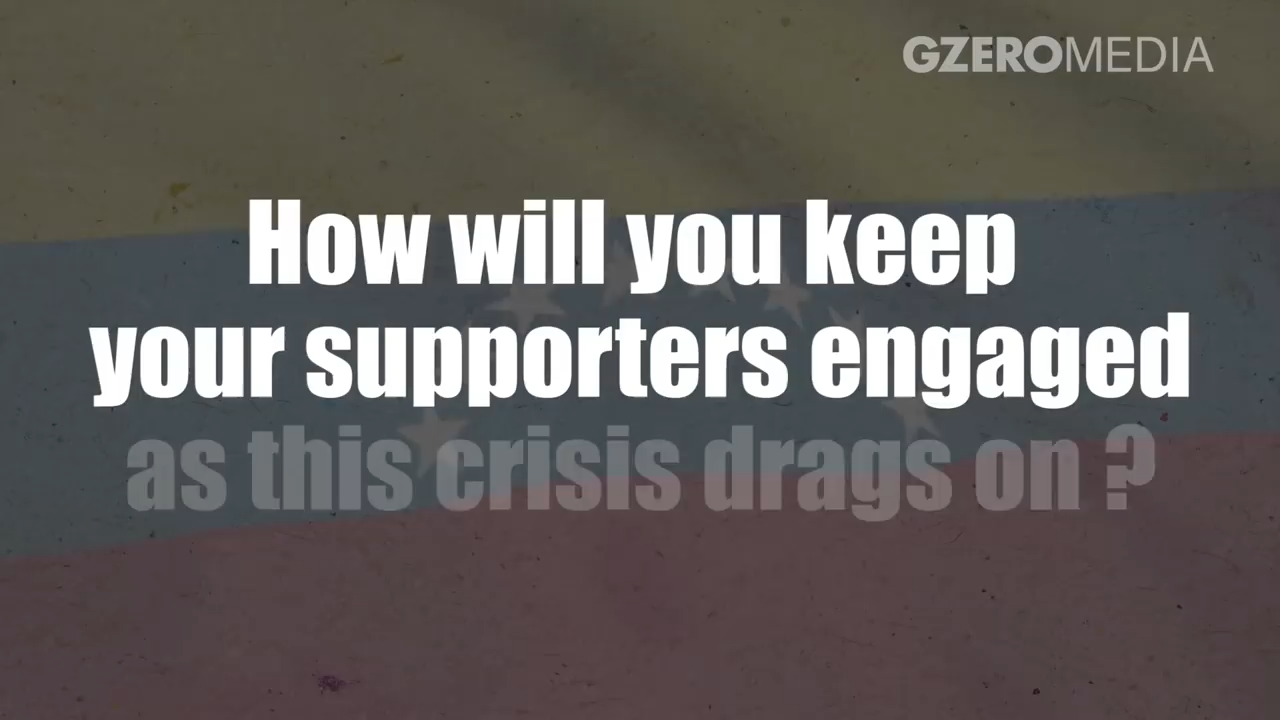 GZEROMEDIA
How will you keep
your supporters engaged
as this crisis drags on ?